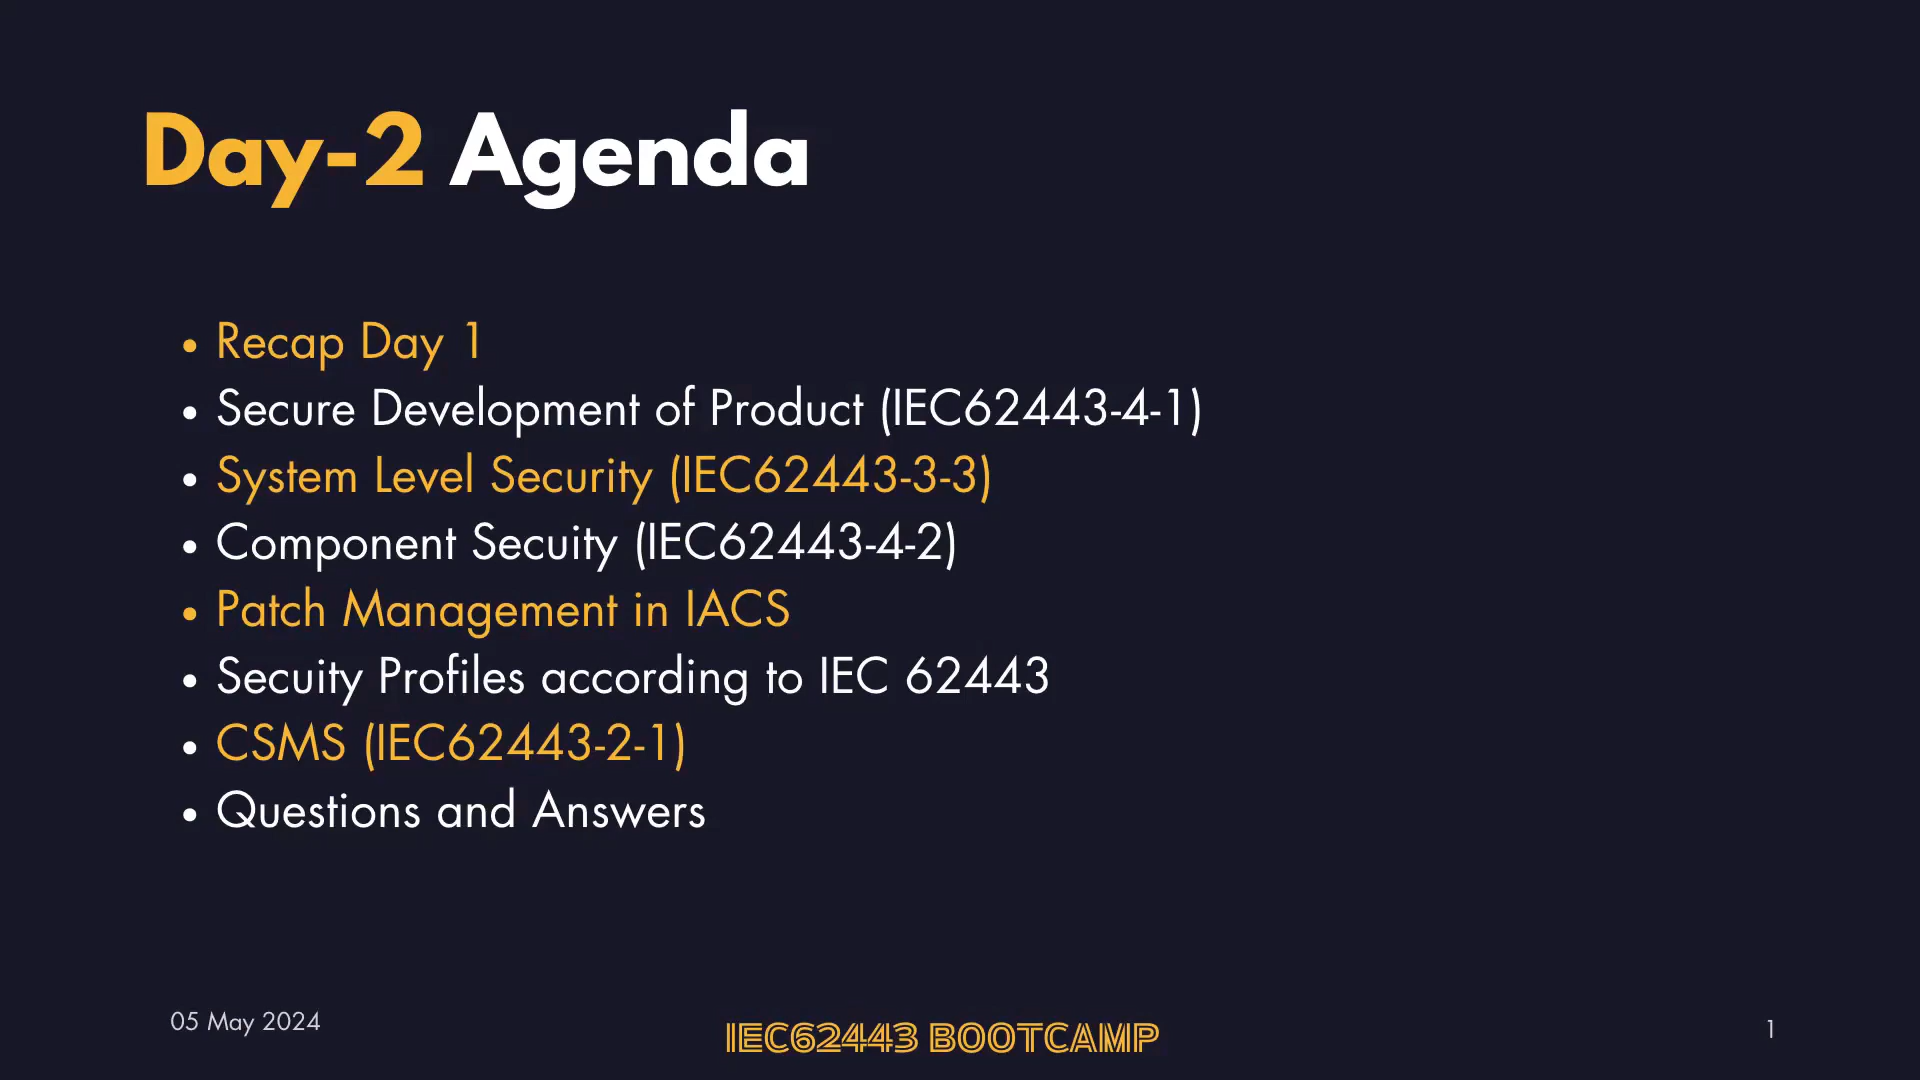 Day-2 Agenda
• Recap Day 1
• Secure Development of Product (IEC62443-4-1)
• System Level Security (IEC62443-3-3)
• Component Secuity (IEC62443-4-2)
• Patch Management in IACS
• Secuity Profiles according to IEC 62443
• CSMS (IEC62443-2-1)
• Questions and Answers
05 May 2024
IEC62443 BOOTCAMP
1